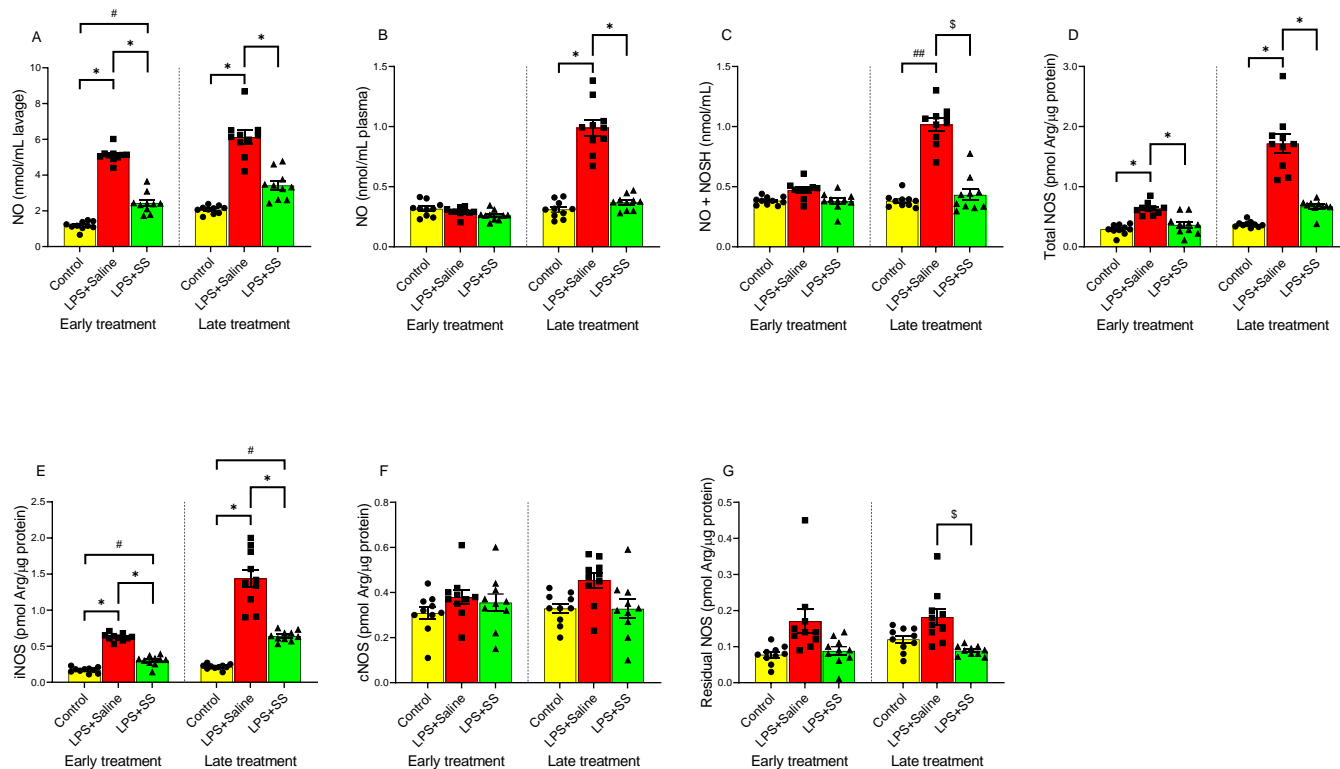 A
NO (nmol/mL lavage)
10
8
6
4
2
0
#
*
*
*
*
Control
LPS+Saline
LPS+SS
Control
LPS+Saline
LPS+SS
Early treatment
Late treatment
B
NO (nmol/mL plasma)
1.5
1.0
0.5
0.0
*
*
Control
LPS+Saline
LPS+SS
Control
LPS+Saline
LPS+SS
Early treatment
Late treatment
C
NO + NOSH (nmol/mL)
1.5
1.0
0.5
0.0
##
$
Control
LPS+Saline
LPS+SS
Control
LPS+Saline
LPS+SS
Early treatment
Late treatment
D
Total NOS (pmol Arg/µg protein)
3.0
2.0
1.0
0.0
*
*
*
*
Control
LPS+Saline
LPS+SS
Control
LPS+Saline
LPS+SS
Early treatment
Late treatment
E
iNOS (pmol Arg/µg protein)
2.5
2.0
1.5
1.0
0.5
0.0
#
*
*
#
*
*
Control
LPS+Saline
LPS+SS
Control
LPS+Saline
LPS+SS
Early treatment
Late treatment
F
cNOS (pmol Arg/µg protein)
0.8
0.6
0.4
0.2
0.0
Control
LPS+Saline
LPS+SS
Control
LPS+Saline
LPS+SS
Early treatment
Late treatment
G
Residual NOS (pmol Arg/µg protein)
0.5
0.4
0.3
0.2
0.1
0.0
$
Control
LPS+Saline
LPS+SS
Control
LPS+Saline
LPS+SS
Early treatment
Late treatment